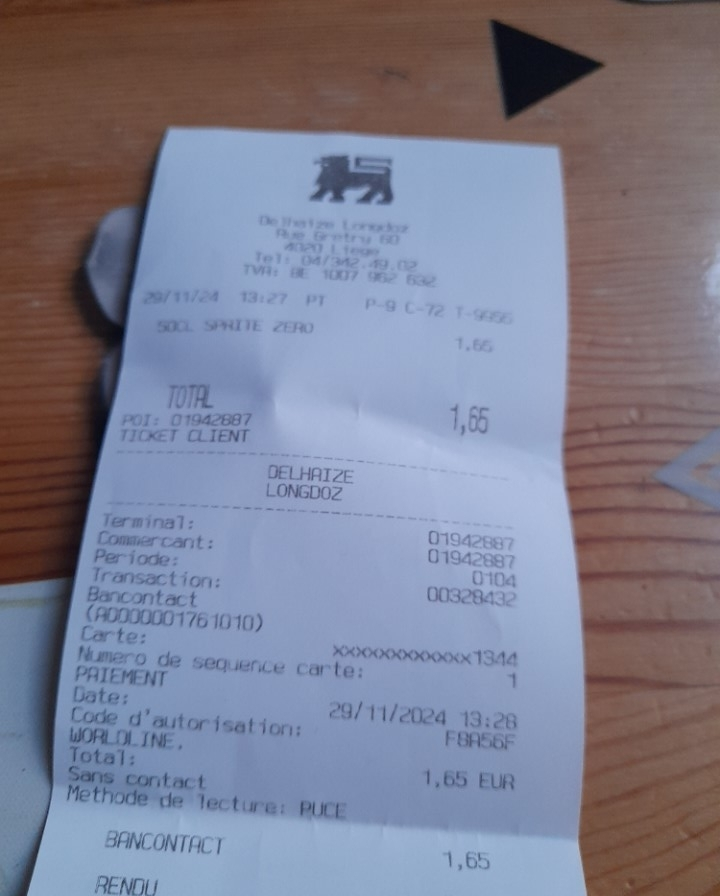 Delhaize Longdoz
Rue Gretry 60
4020 Liege
Tel: 04/342.49.02
TVA: BE 1007 962 632
29/11/24 13:27 PT P-9 C-72 T-9956
50CL SPRITE ZERO 1,65
TOTAL 1,65
POI: 01942887
TICKET CLIENT
DELHAIZE
LONGDOZ
Terminal: 01942887
Commercant: 01942887
Periode: 0104
Transaction: 00328432
Bancontact
(A0000001761010)
Carte: xxxxxxxxxxxxx1344
Numero de sequence carte: 1
PAIEMENT
Date: 29/11/2024 13:28
Code d'autorisation: F8A56F
WORLDLINE.
Total: 1,65 EUR
Sans contact
Methode de lecture: PUCE
BANCONTACT 1,65
RENDU